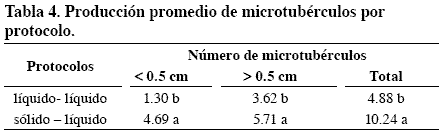 Tabla 4. Producción promedio de microtubérculos por
protocolo.
Número de microtubérculos
Protocolos
< 0.5 cm > 0.5 cm Total
líquido- líquido 1.30 b 3.62 b 4.88 b
sólido – líquido 4.69 a 5.71 a 10.24 a